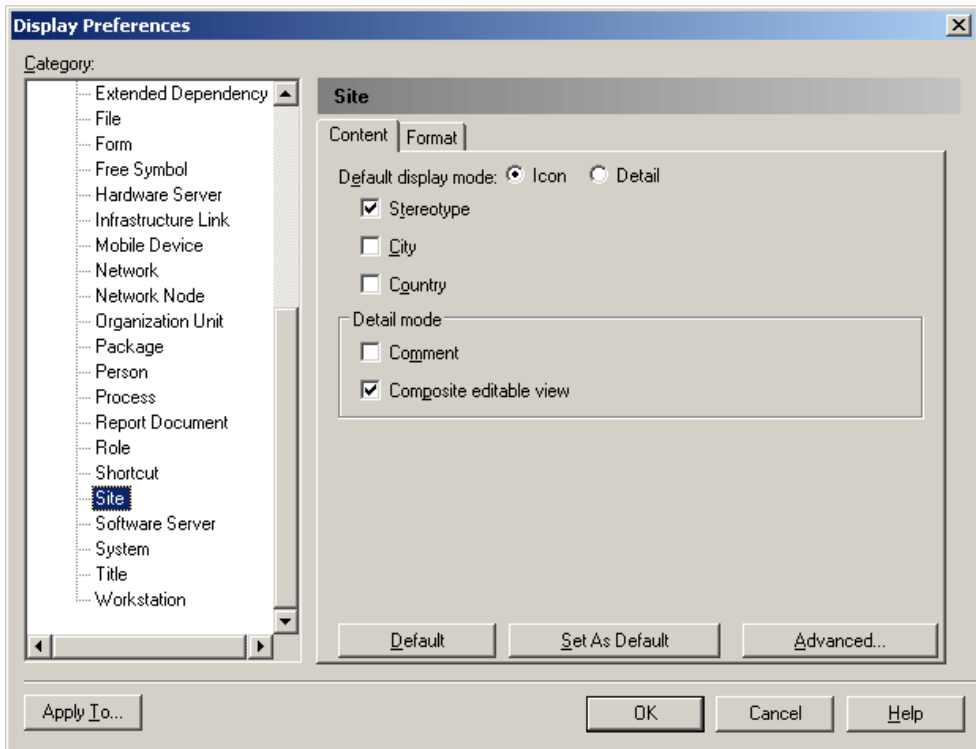 Display Preferences
Category:
Extended Dependency
File
Form
Free Symbol
Hardware Server
Infrastructure Link
Mobile Device
Network
Network Node
Organization Unit
Package
Person
Process
Report Document
Role
Shortcut
Site
Software Server
System
Title
Workstation
Site
Content Format
Default display mode: Icon Detail
Stereotype
City
Country
Detail mode
Comment
Composite editable view
Default Set As Default Advanced...
Apply To... OK Cancel Help